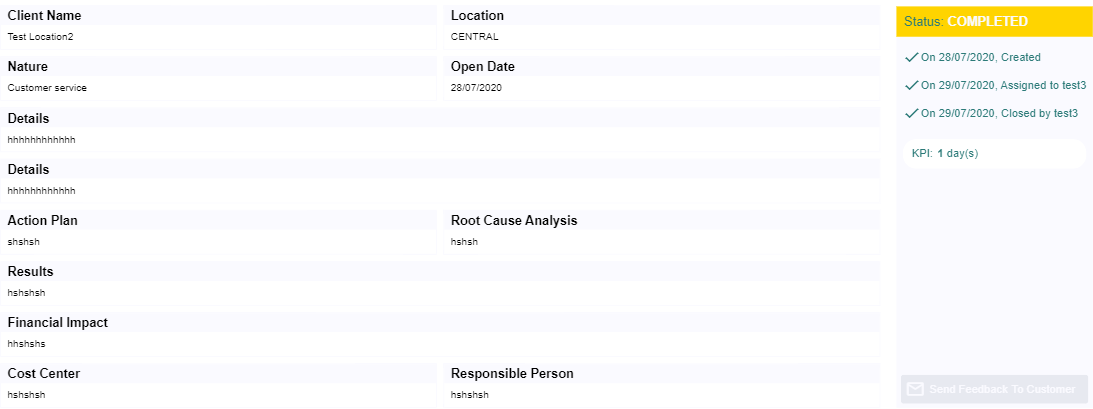 Client Name
Test Location2
Location
CENTRAL
Nature
Customer service
Open Date
28/07/2020
Details
hhhhhhhhhhhh
Details
hhhhhhhhhhhh
Action Plan
shshsh
Root Cause Analysis
hshsh
Results
hshshsh
Financial Impact
hhshshs
Cost Center
hshshsh
Responsible Person
hshshsh
Status: COMPLETED
On 28/07/2020, Created
On 29/07/2020, Assigned to test3
On 29/07/2020, Closed by test3
KPI: 1 day(s)
Send Feedback To Customer